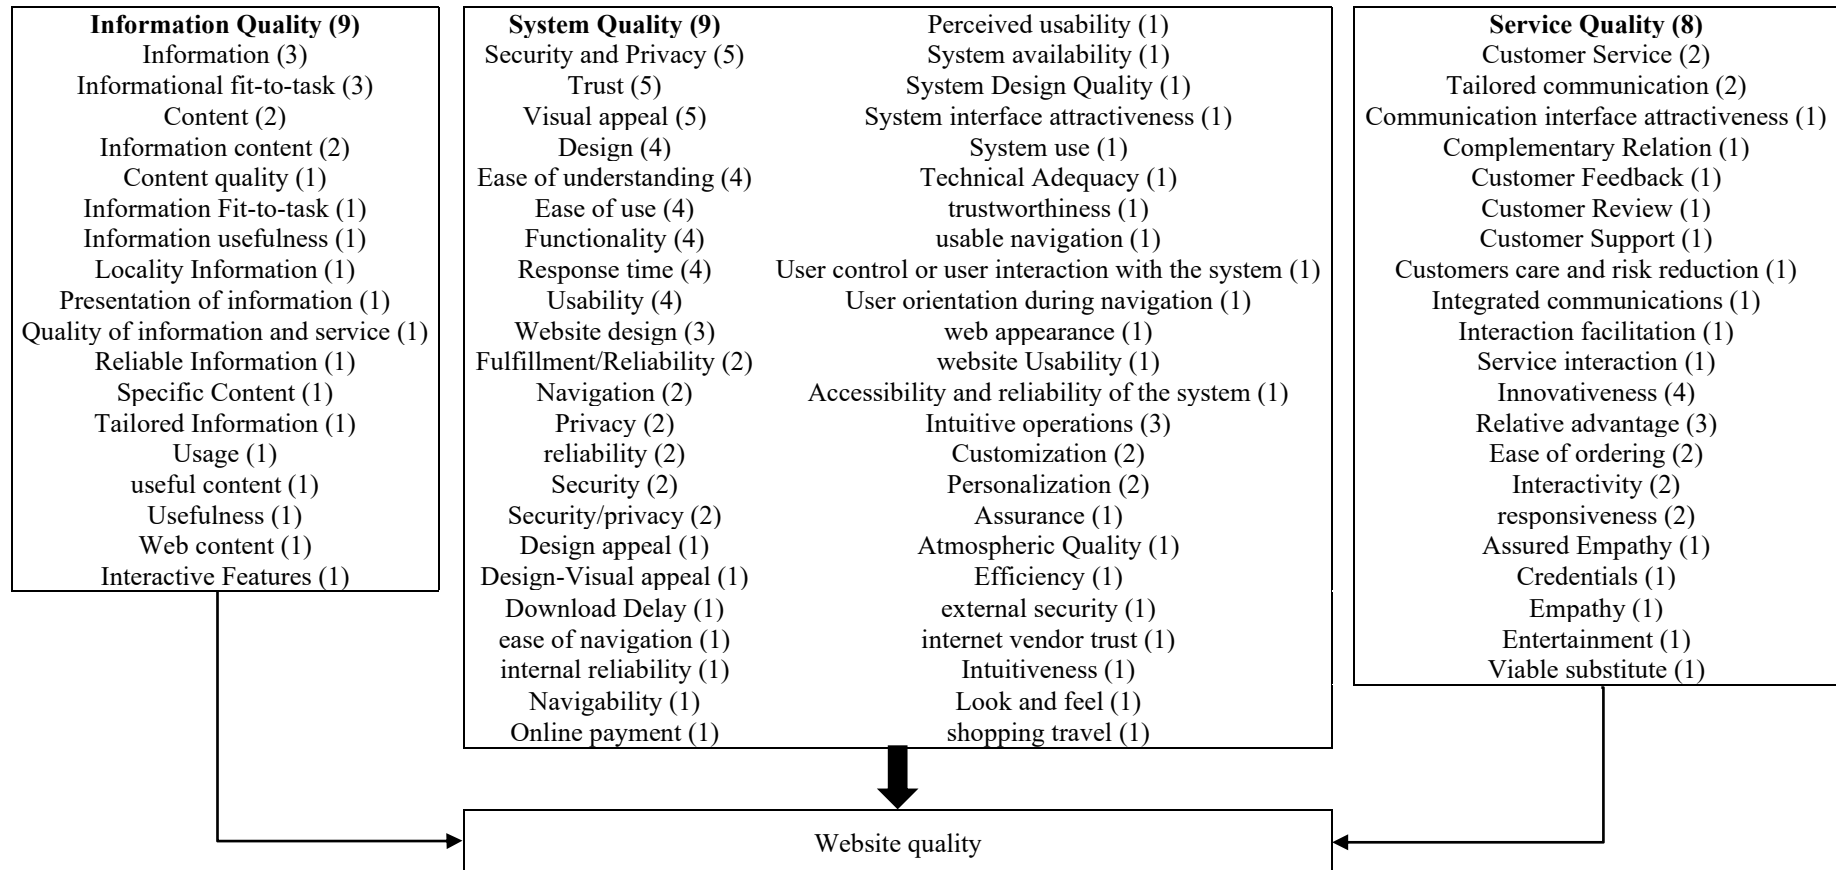 Information Quality (9)
Information (3)
Informational fit-to-task (3)
Content (2)
Information content (2)
Content quality (1)
Information Fit-to-task (1)
Information usefulness (1)
Locality Information (1)
Presentation of information (1)
Quality of information and service (1)
Reliable Information (1)
Specific Content (1)
Tailored Information (1)
Usage (1)
useful content (1)
Usefulness (1)
Web content (1)
Interactive Features (1)
System Quality (9)
Security and Privacy (5)
Trust (5)
Visual appeal (5)
Design (4)
Ease of understanding (4)
Ease of use (4)
Functionality (4)
Response time (4)
Usability (4)
Website design (3)
Fulfillment/Reliability (2)
Navigation (2)
Privacy (2)
reliability (2)
Security (2)
Security/privacy (2)
Design appeal (1)
Design-Visual appeal (1)
Download Delay (1)
ease of navigation (1)
internal reliability (1)
Navigability (1)
Online payment (1)
Perceived usability (1)
System availability (1)
System Design Quality (1)
System interface attractiveness (1)
System use (1)
Technical Adequacy (1)
trustworthiness (1)
usable navigation (1)
User control or user interaction with the system (1)
User orientation during navigation (1)
web appearance (1)
website Usability (1)
Accessibility and reliability of the system (1)
Intuitive operations (3)
Customization (2)
Personalization (2)
Assurance (1)
Atmospheric Quality (1)
Efficiency (1)
external security (1)
internet vendor trust (1)
Intuitiveness (1)
Look and feel (1)
shopping travel (1)
Service Quality (8)
Customer Service (2)
Tailored communication (2)
Communication interface attractiveness (1)
Complementary Relation (1)
Customer Feedback (1)
Customer Review (1)
Customer Support (1)
Customers care and risk reduction (1)
Integrated communications (1)
Interaction facilitation (1)
Service interaction (1)
Innovativeness (4)
Relative advantage (3)
Ease of ordering (2)
Interactivity (2)
responsiveness (2)
Assured Empathy (1)
Credentials (1)
Empathy (1)
Entertainment (1)
Viable substitute (1)
Website quality